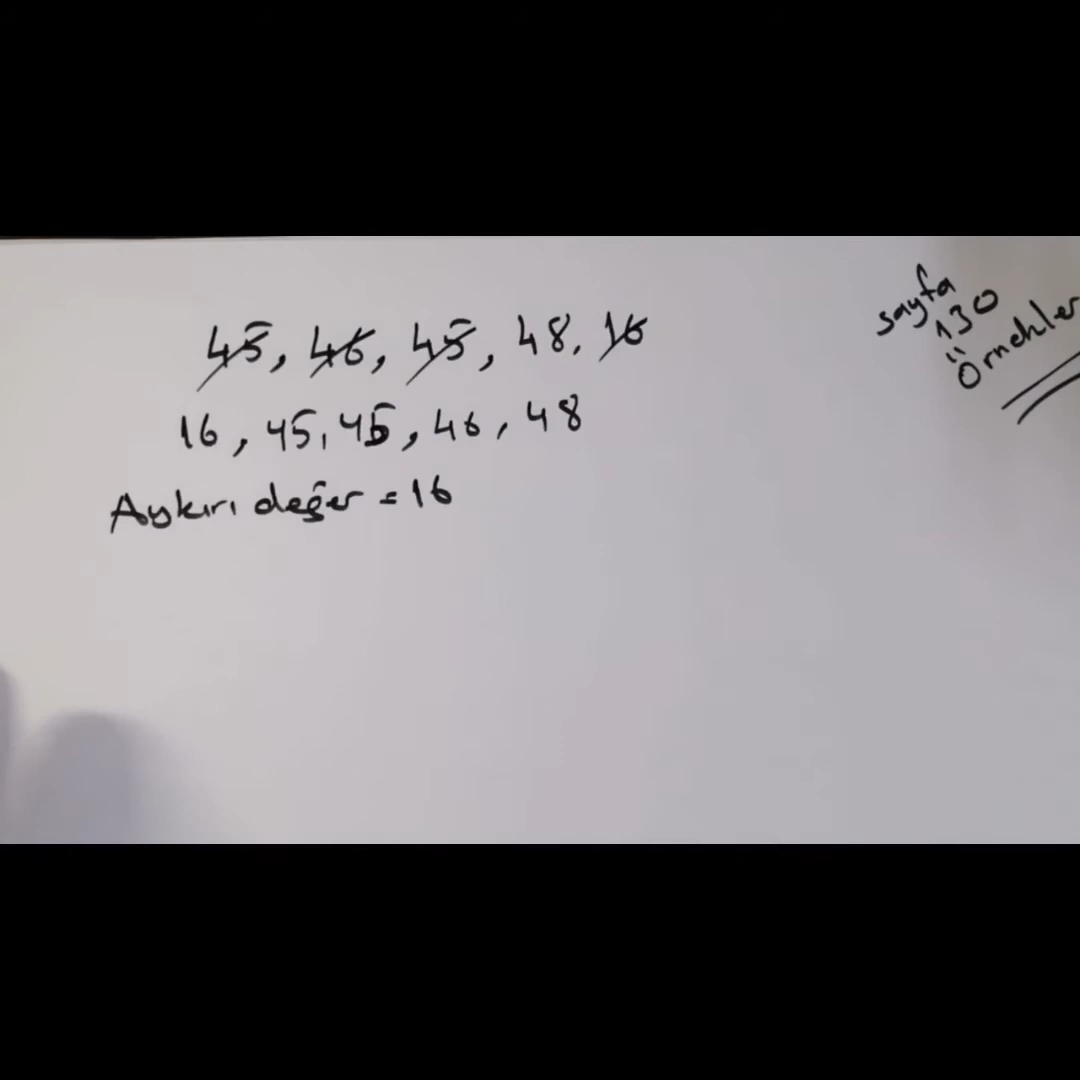 45, 46, 45, 48, 16
16, 45, 45, 46, 48
Aykırı değer = 16
sayfa
130
Örnekler